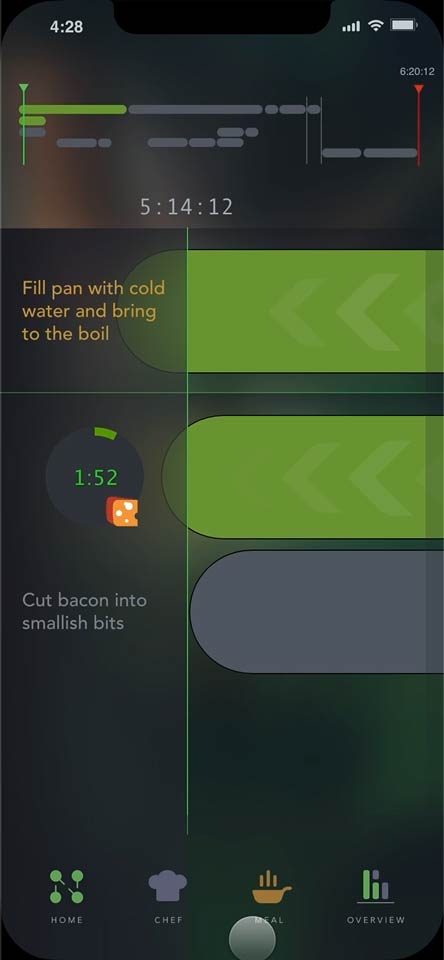 4:28
6:20:12
5:14:12
Fill pan with cold
water and bring
to the boil
1:52
Cut bacon into
smallish bits
HOME CHEF MEAL OVERVIEW